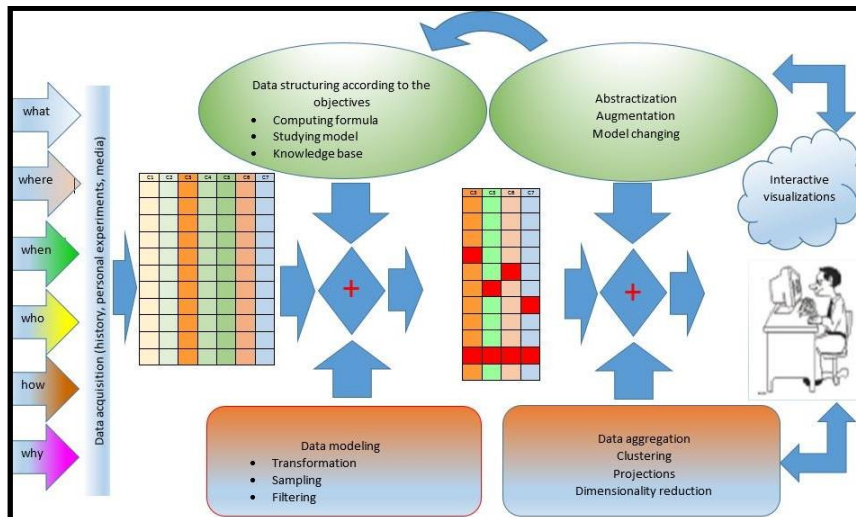 what
where
when
who
how
why
Data acquisition (history, personal experiments, media)
Data structuring according to the
objectives
• Computing formula
• Studying model
• Knowledge base
Abstractization
Augmentation
Model changing
Interactive
visualizations
C1 C2 C3 C4 C5 C6 C7
+
C3 C5 C6 C7
+
Data modeling
• Transformation
• Sampling
• Filtering
Data aggregation
Clustering
Projections
Dimensionality reduction